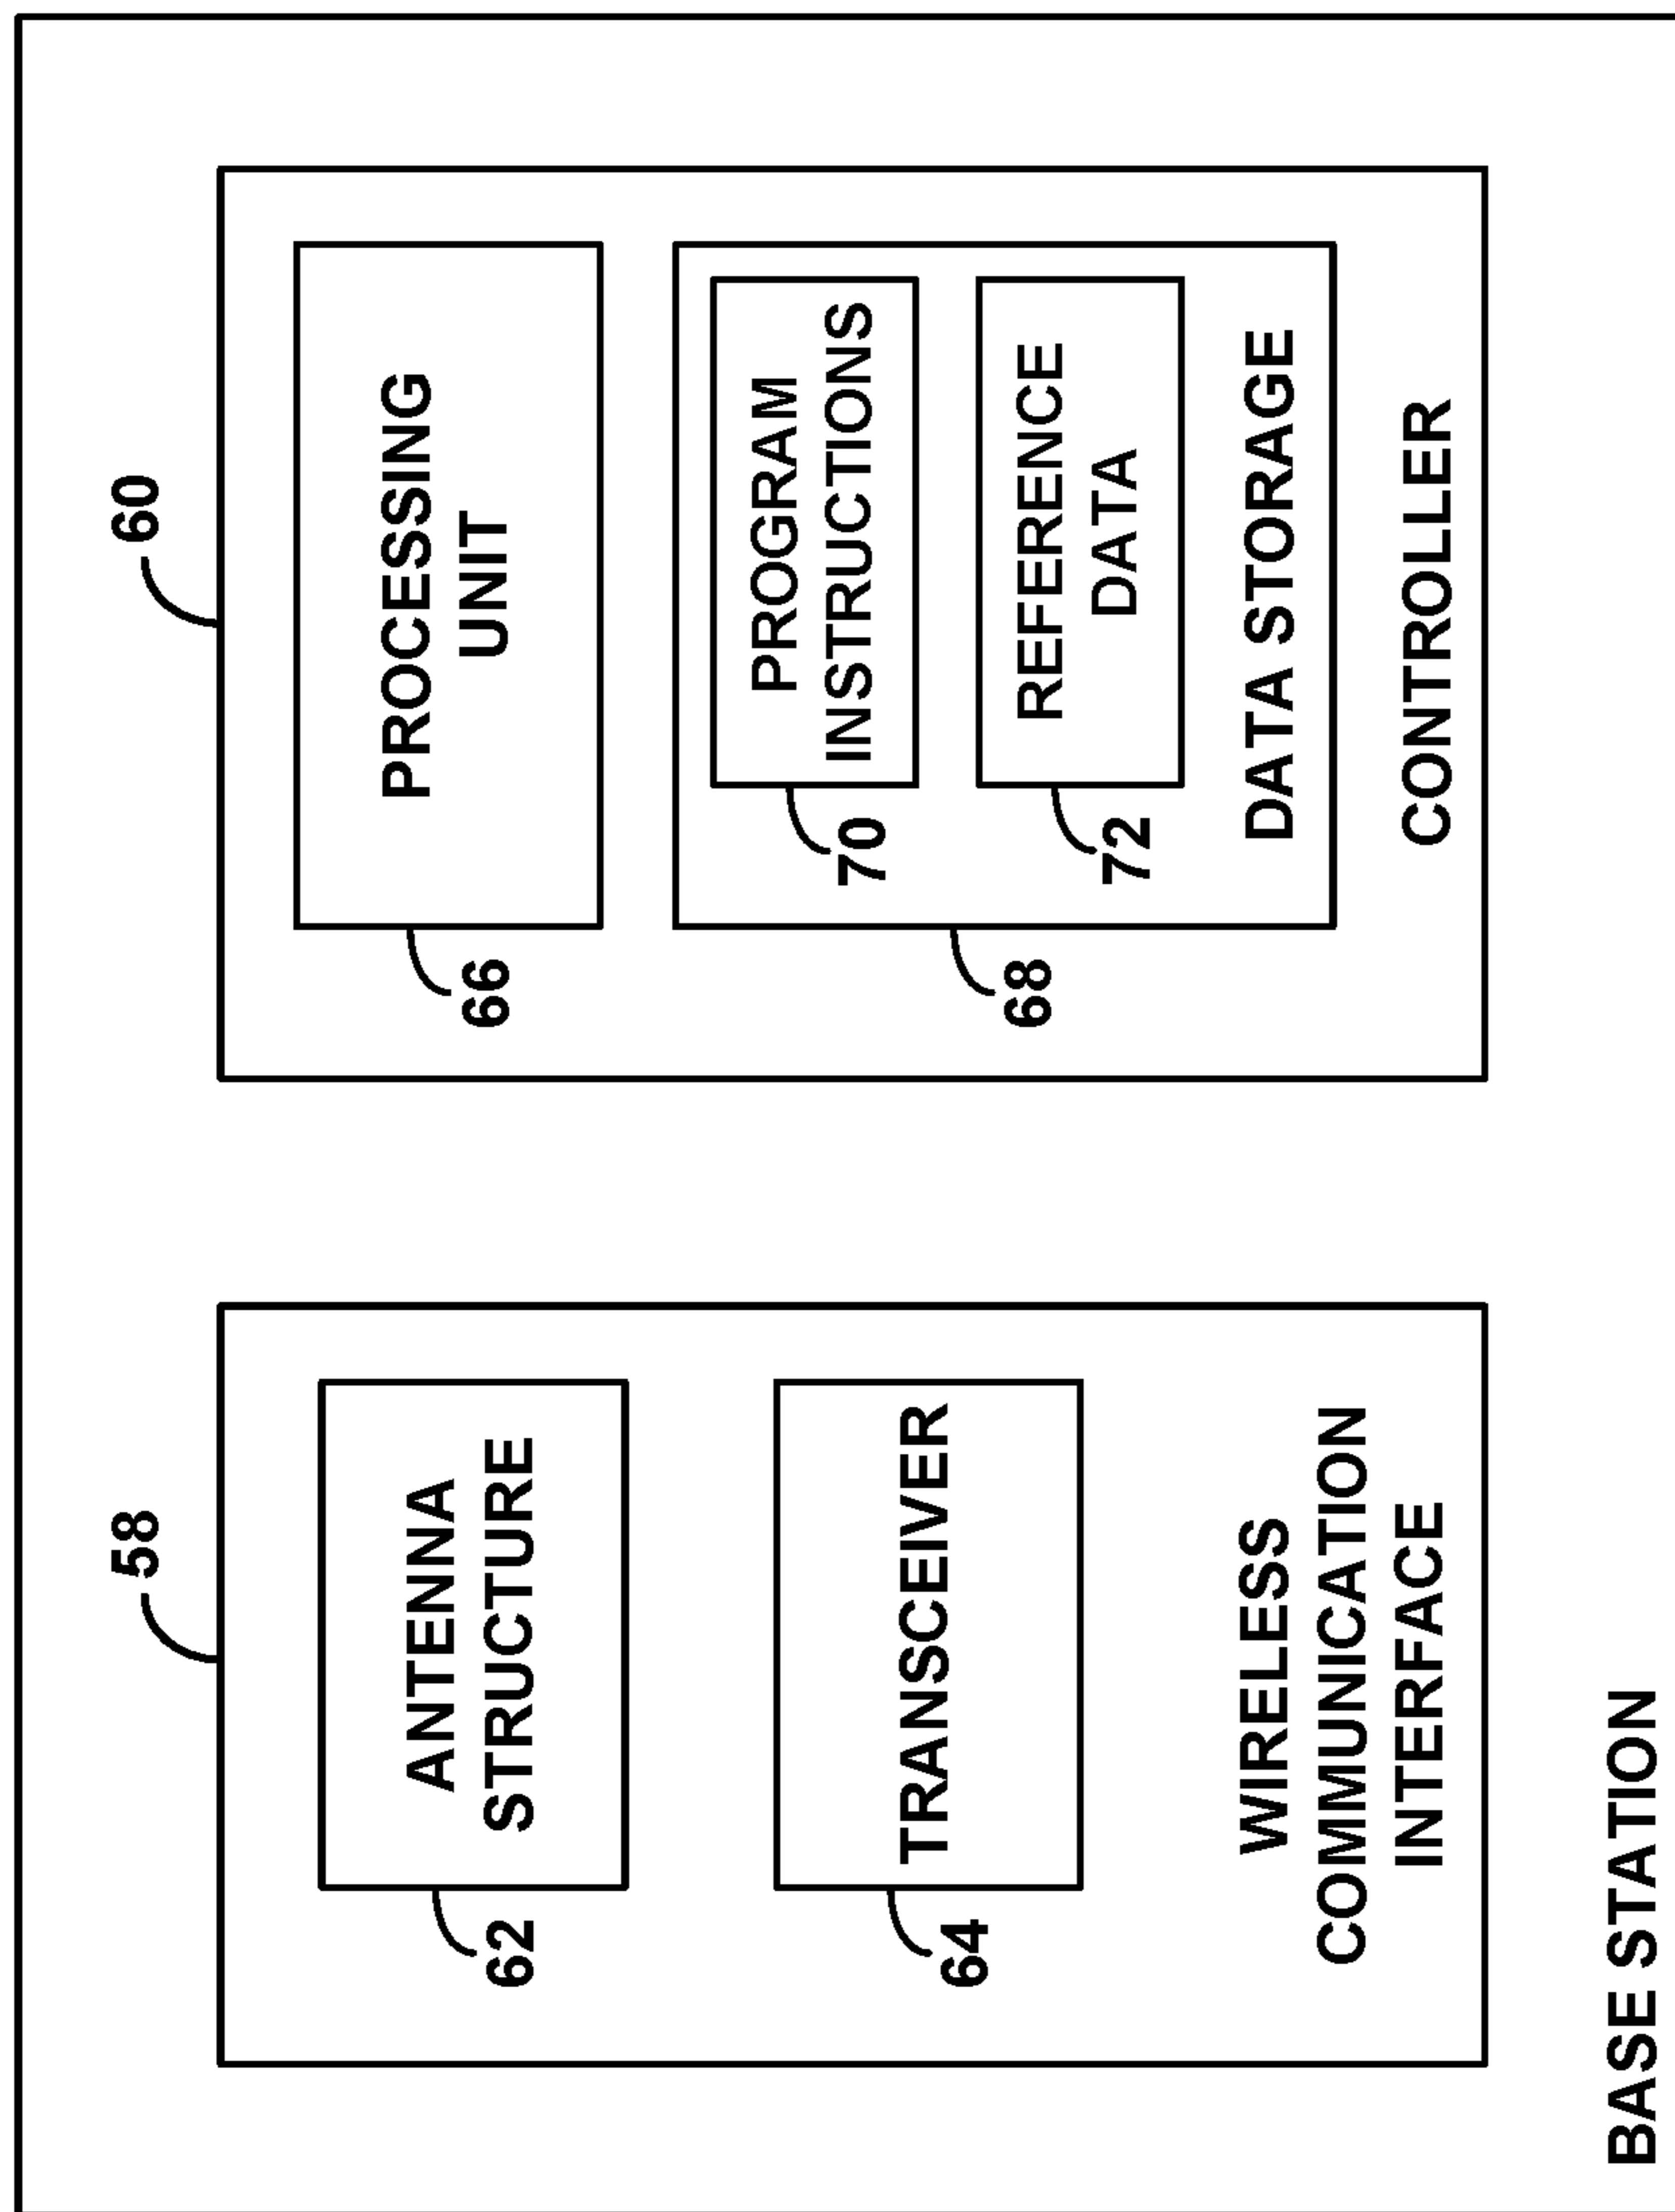 58
62
ANTENNA
STRUCTURE
64
TRANSCEIVER
WIRELESS
COMMUNICATION
INTERFACE
60
66
PROCESSING
UNIT
68
70
PROGRAM
INSTRUCTIONS
72
REFERENCE
DATA
DATA STORAGE
CONTROLLER
BASE STATION